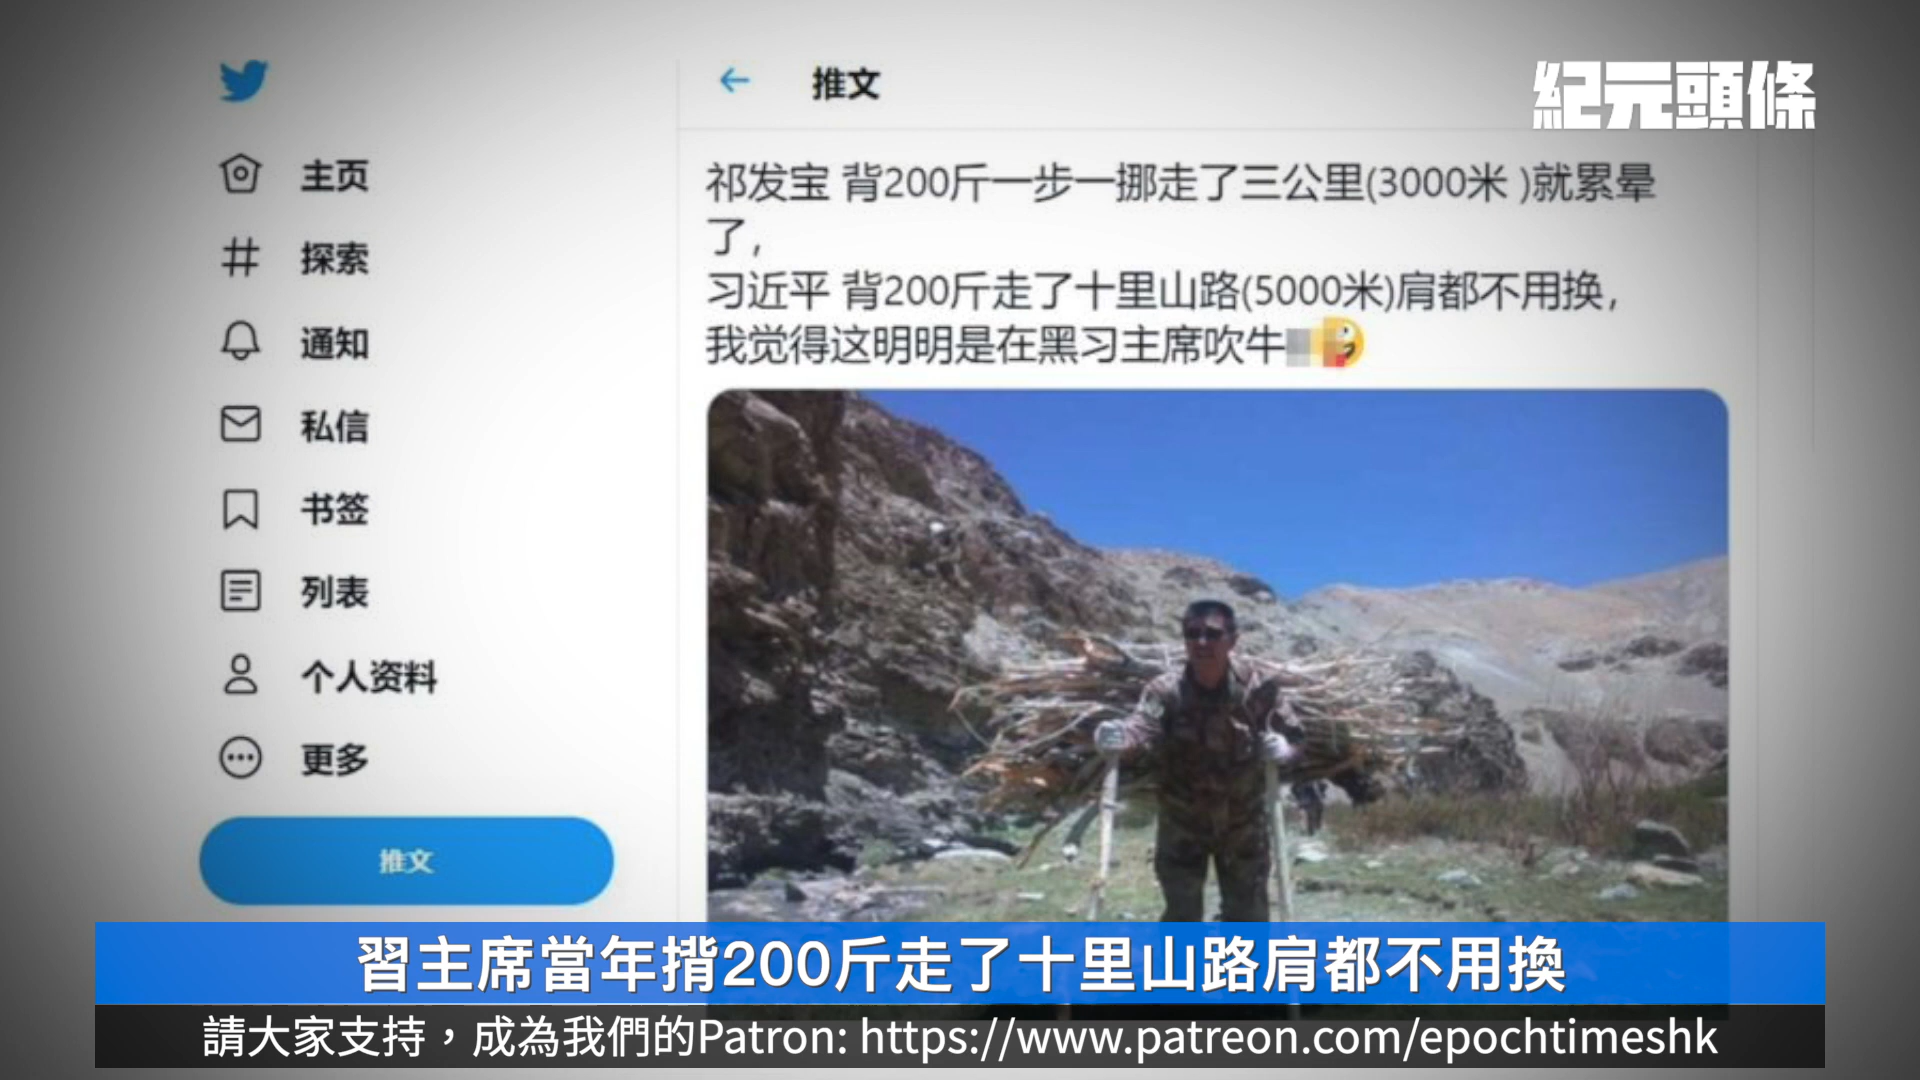 紀元頭條
推文
主页
探索
通知
私信
书签
列表
个人资料
更多
推文
祁发宝 背200斤一步一挪走了三公里(3000米 )就累晕
了，
习近平 背200斤走了十里山路(5000米)肩都不用换，
我觉得这明明是在黑习主席吹牛
習主席當年揹200斤走了十里山路肩都不用換
請大家支持，成為我們的Patron: https://www.patreon.com/epochtimeshk